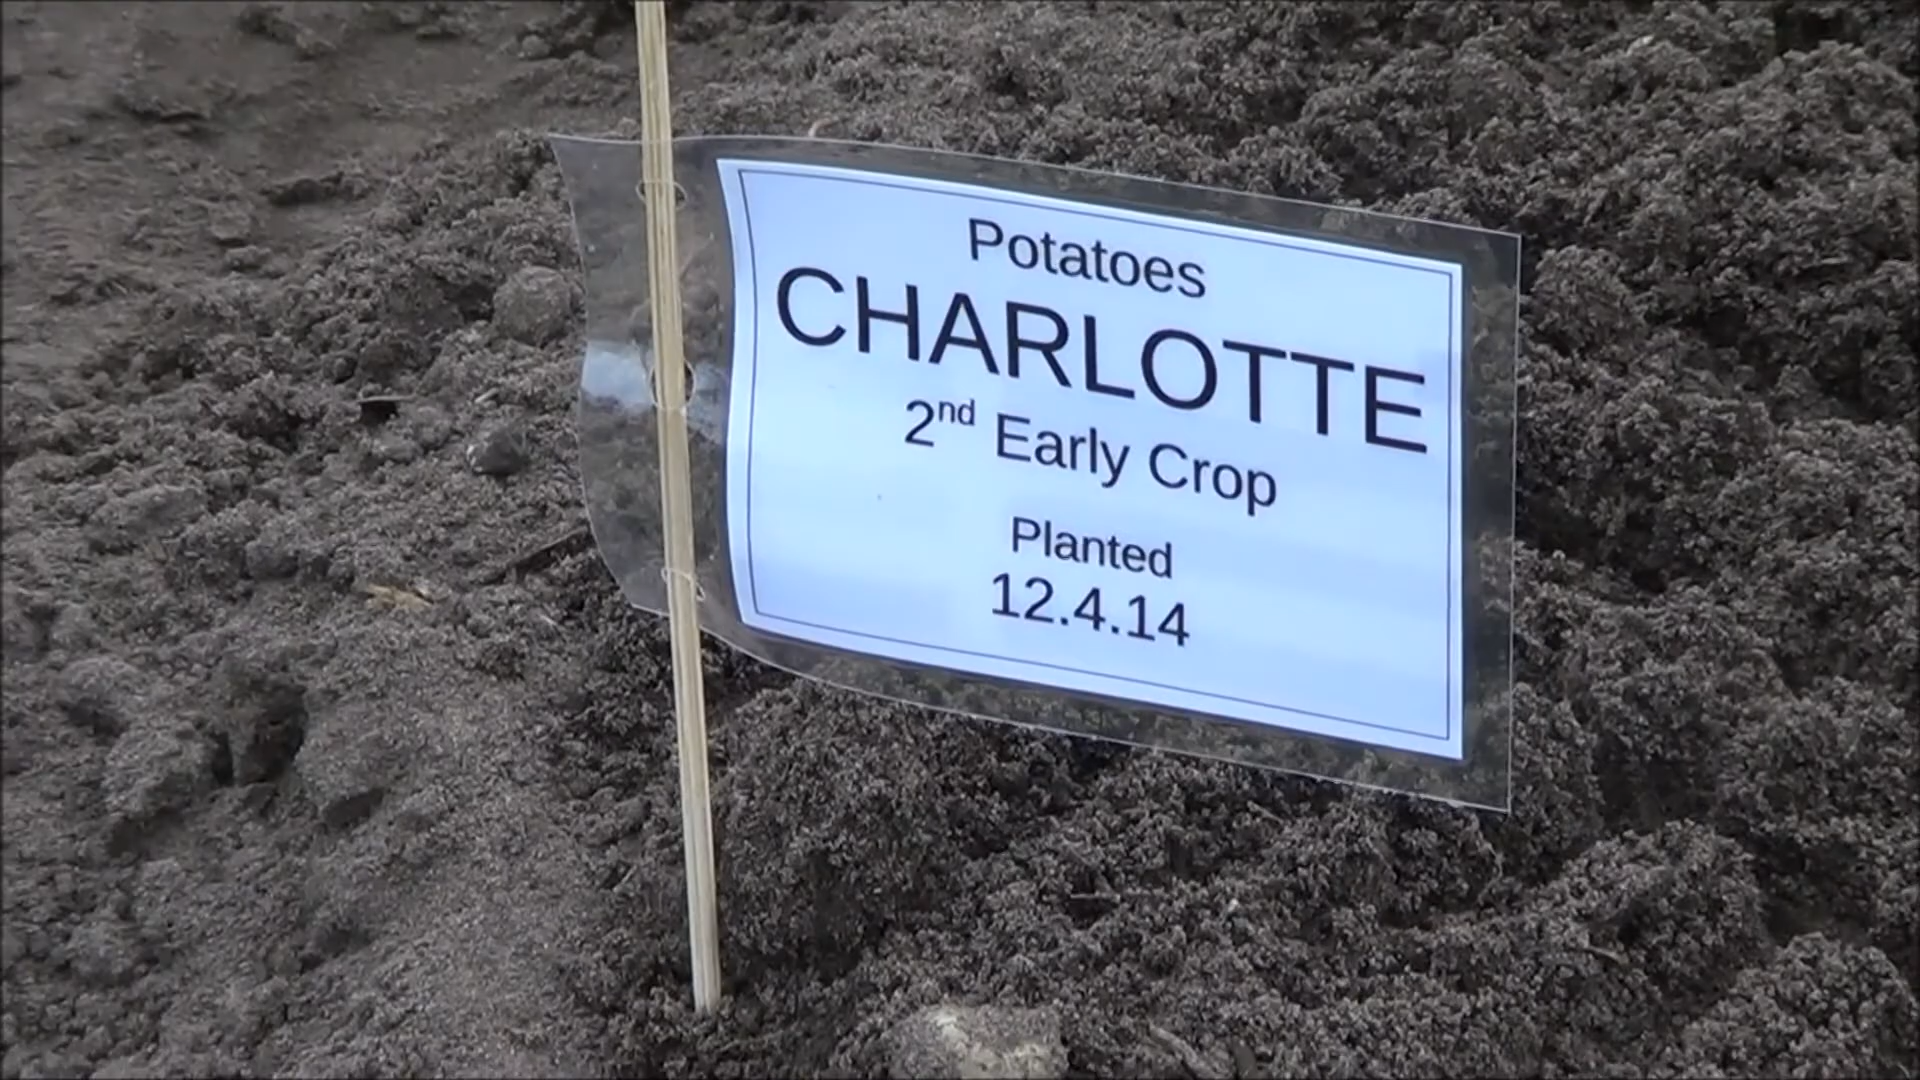 Potatoes
CHARLOTTE
2nd Early Crop
Planted
12.4.14